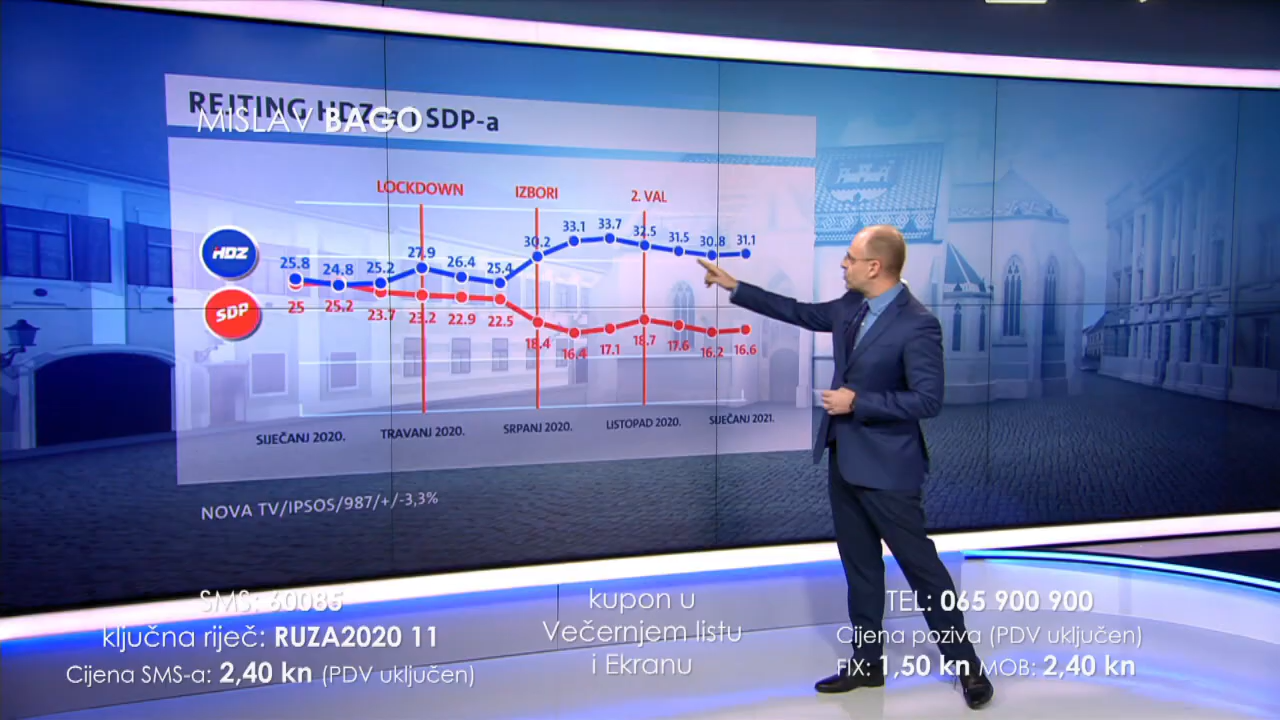 REJTING HDZ-a i SDP-a
MISLAV BAGO
LOCKDOWN
IZBORI
2. VAL
HDZ
25.8
24.8
25.2
27.9
26.4
25.4
30.2
33.1
33.7
32.5
31.5
30.8
31.1
SDP
25
25.2
23.7
23.2
22.9
22.5
18.4
16.4
17.1
18.7
17.6
16.2
16.6
SIJEČANJ 2020.
TRAVANJ 2020.
SRPANJ 2020.
LISTOPAD 2020.
SIJEČANJ 2021.
NOVA TV/IPSOS/987/+/-3,3%
SMS: 60085
ključna riječ: RUZA2020 11
Cijena SMS-a: 2,40 kn (PDV uključen)
kupon u
Večernjem listu
i Ekranu
TEL: 065 900 900
Cijena poziva (PDV uključen)
FIX: 1,50 kn MOB: 2,40 kn